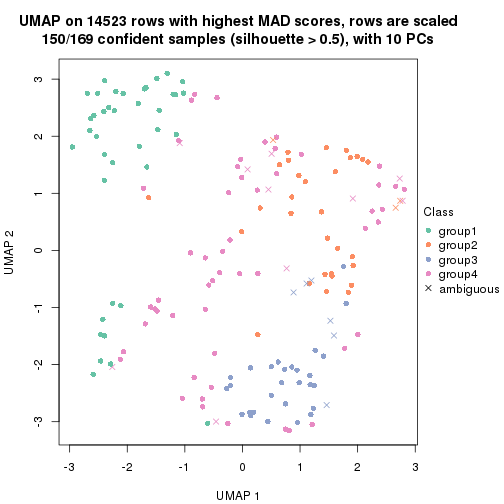 UMAP on 14523 rows with highest MAD scores, rows are scaled
150/169 confident samples (silhouette > 0.5), with 10 PCs
3
2
1
0
-1
-2
-3
UMAP 2
-3
-2
-1
0
1
2
3
UMAP 1
Class
group1
group2
group3
group4
ambiguous